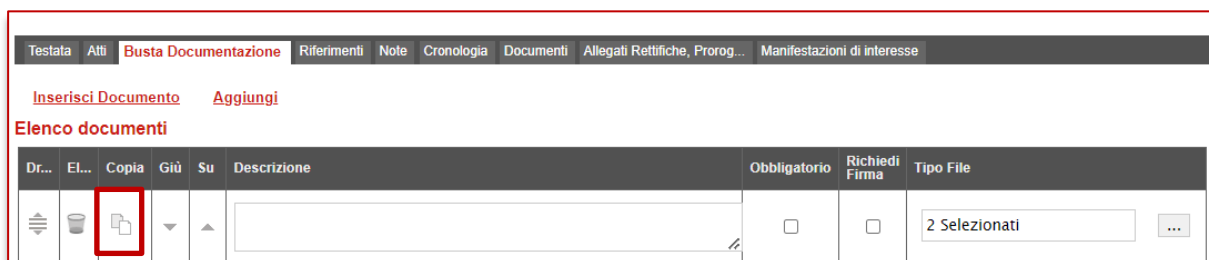 Testata Atti Busta Documentazione Riferimenti Note Cronologia Documenti Allegati Rettifiche, Prorog... Manifestazioni di interesse
Inserisci Documento Aggiungi
Elenco documenti
Dr... El... Copia Giù Su Descrizione Obbligatorio Richiedi Firma Tipo File
2 Selezionati ...